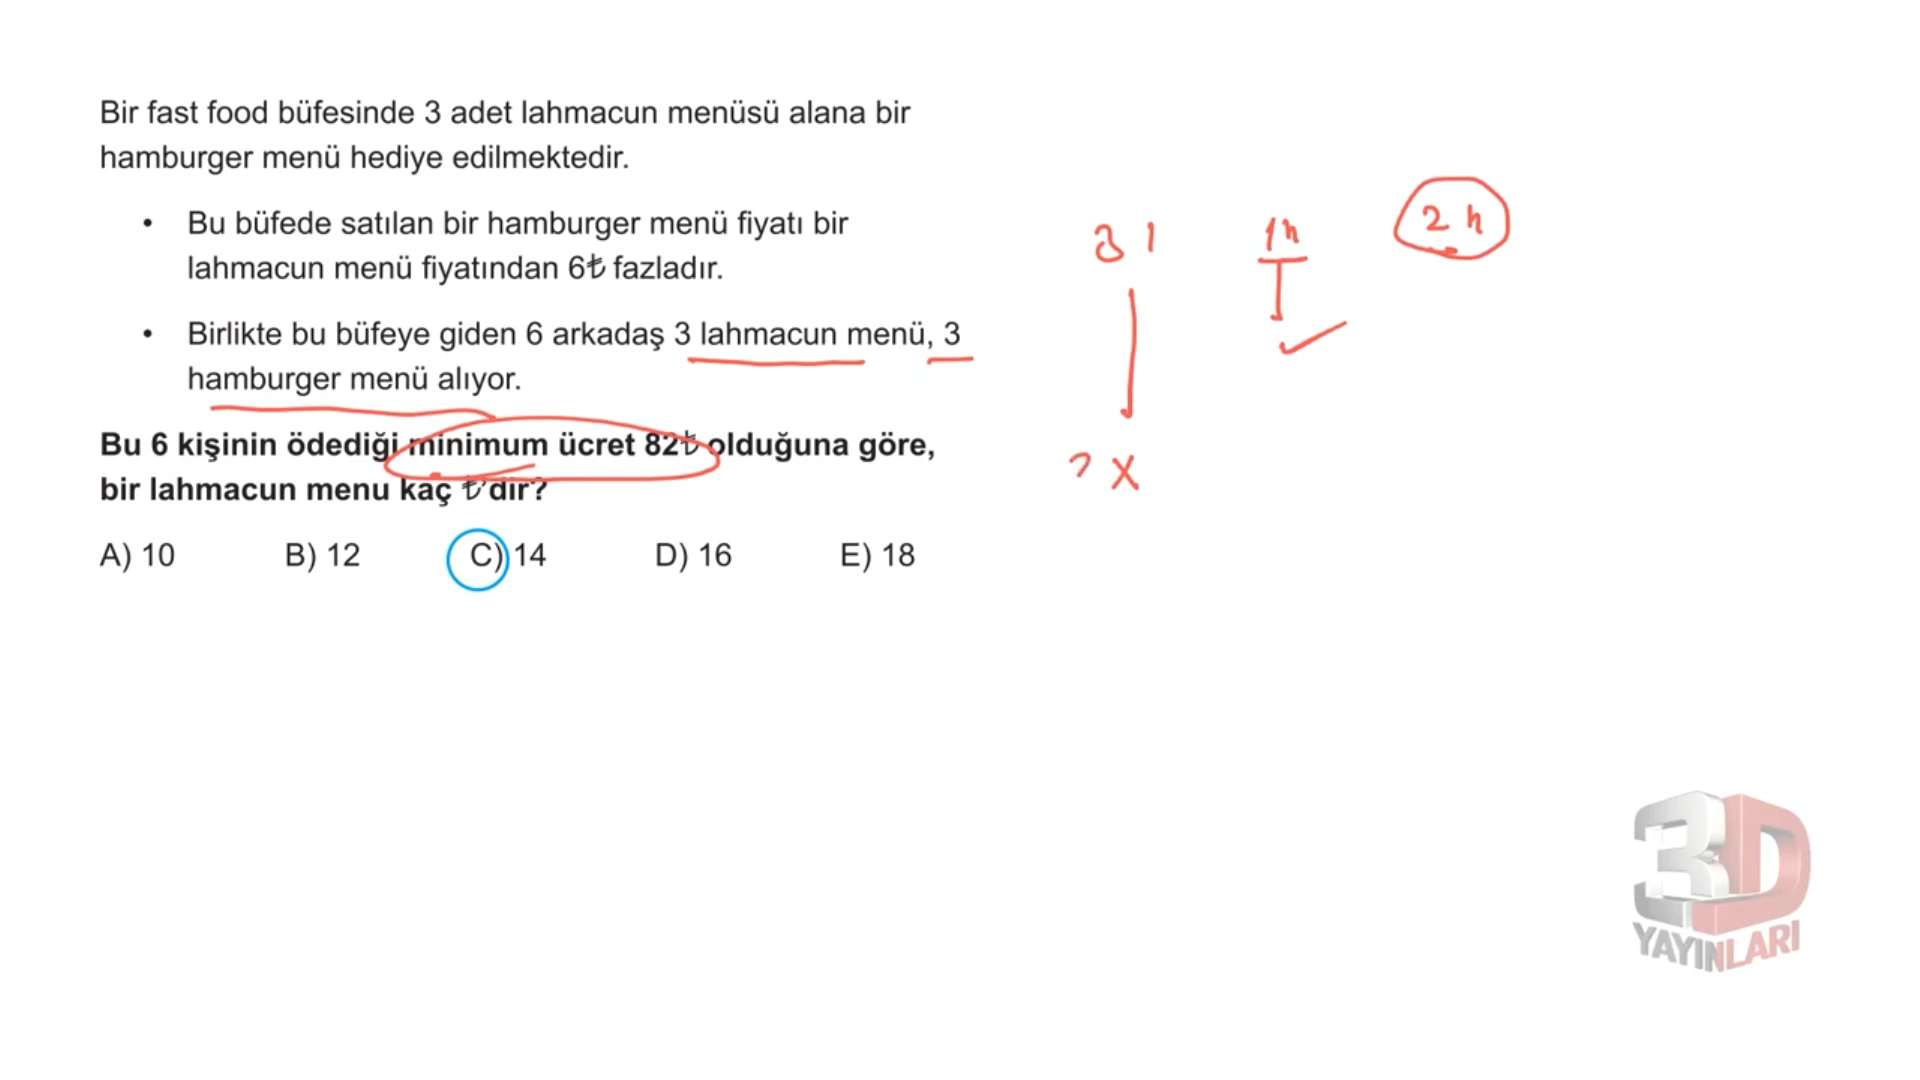 Bir fast food büfesinde 3 adet lahmacun menüsü alana bir
hamburger menü hediye edilmektedir.
• Bu büfede satılan bir hamburger menü fiyatı bir
lahmacun menü fiyatından 6₺ fazladır.
• Birlikte bu büfeye giden 6 arkadaş 3 lahmacun menü, 3
hamburger menü alıyor.
Bu 6 kişinin ödediği minimum ücret 82₺ olduğuna göre,
bir lahmacun menu kaç ₺'dir?
A) 10 B) 12 C) 14 D) 16 E) 18
3 l 1h 2 h
x
3D
YAYINLARI